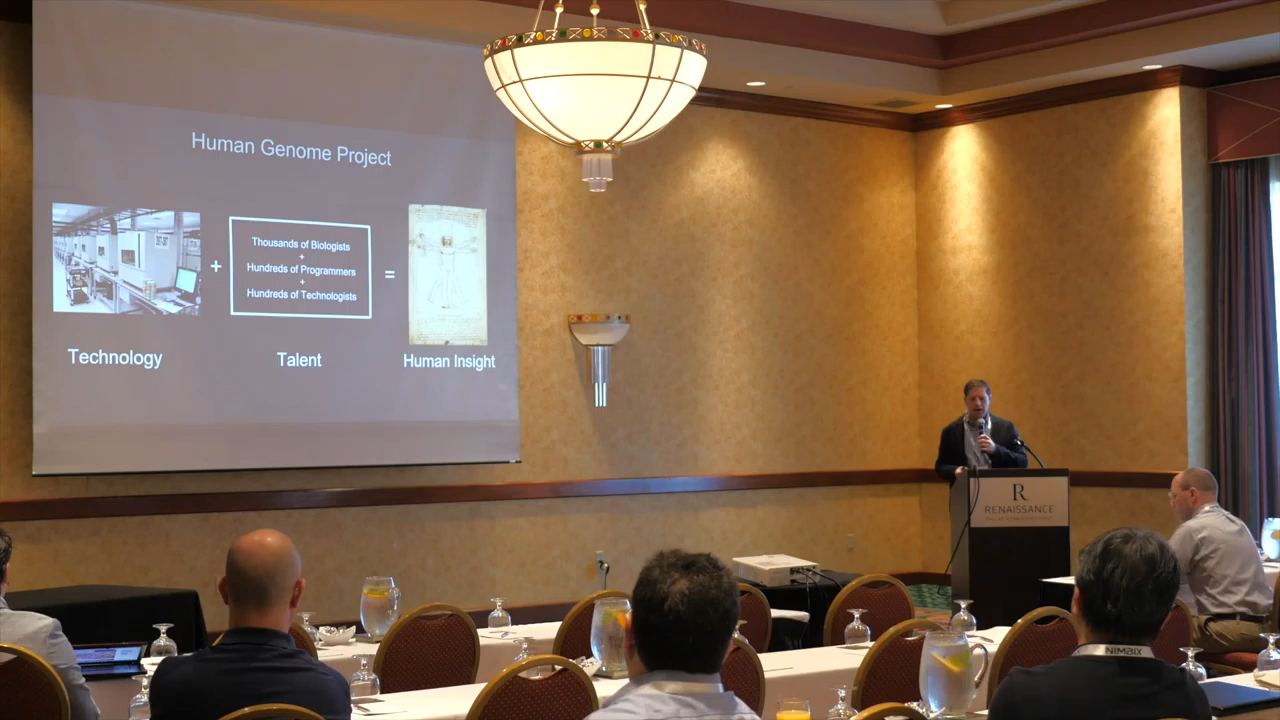 Human Genome Project
Thousands of Biologists
+
Hundreds of Programmers
+
Hundreds of Technologists
+
=
Technology
Talent
Human Insight
R
RENAISSANCE
NIMBIX